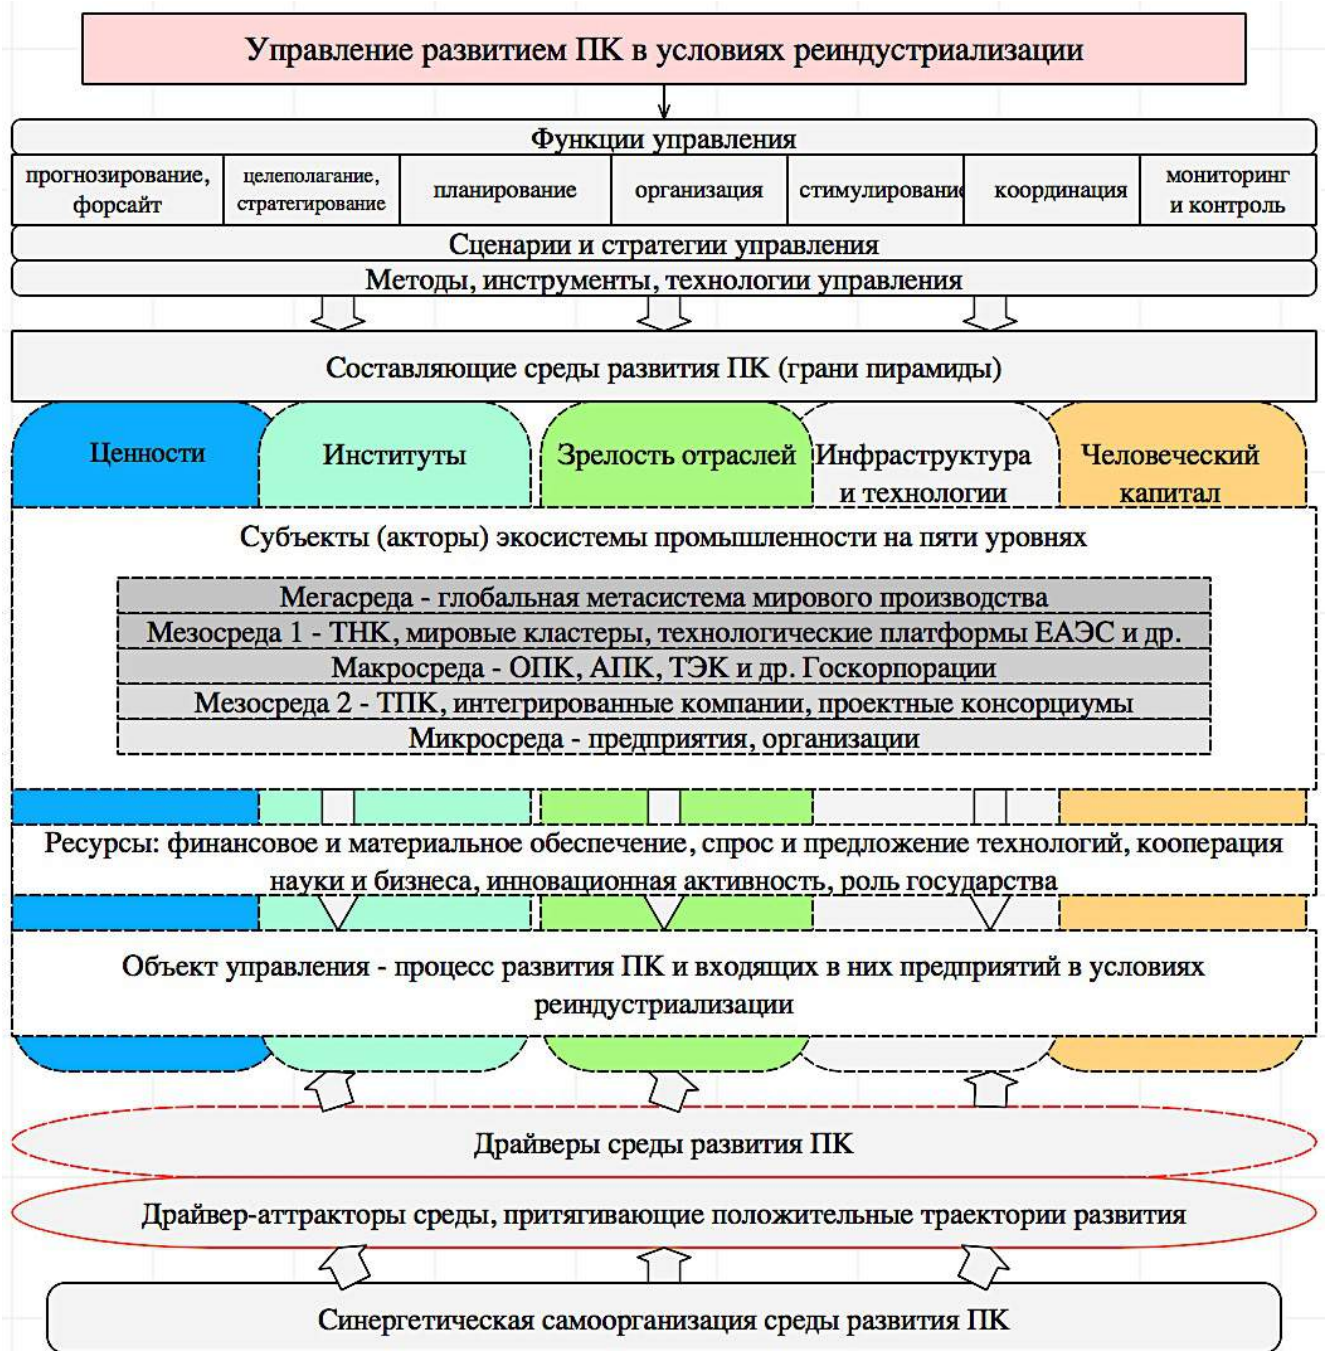 Управление развитием ПК в условиях реиндустриализации
Функции управления
прогнозирование,
форсайт
целеполагание,
стратегирование
планирование
организация
стимулирование
координация
мониторинг
и контроль
Сценарии и стратегии управления
Методы, инструменты, технологии управления
Составляющие среды развития ПК (грани пирамиды)
Ценности
Институты
Зрелость отраслей
Инфраструктура
и технологии
Человеческий
капитал
Субъекты (акторы) экосистемы промышленности на пяти уровнях
Мегасреда - глобальная метасистема мирового производства
Мезосреда 1 - ТНК, мировые кластеры, технологические платформы ЕАЭС и др.
Макросреда - ОПК, АПК, ТЭК и др. Госкорпорации
Мезосреда 2 - ТПК, интегрированные компании, проектные консорциумы
Микросреда - предприятия, организации
Ресурсы: финансовое и материальное обеспечение, спрос и предложение технологий, кооперация
науки и бизнеса, инновационная активность, роль государства
Объект управления - процесс развития ПК и входящих в них предприятий в условиях
реиндустриализации
Драйверы среды развития ПК
Драйвер-аттракторы среды, притягивающие положительные траектории развития
Синергетическая самоорганизация среды развития ПК